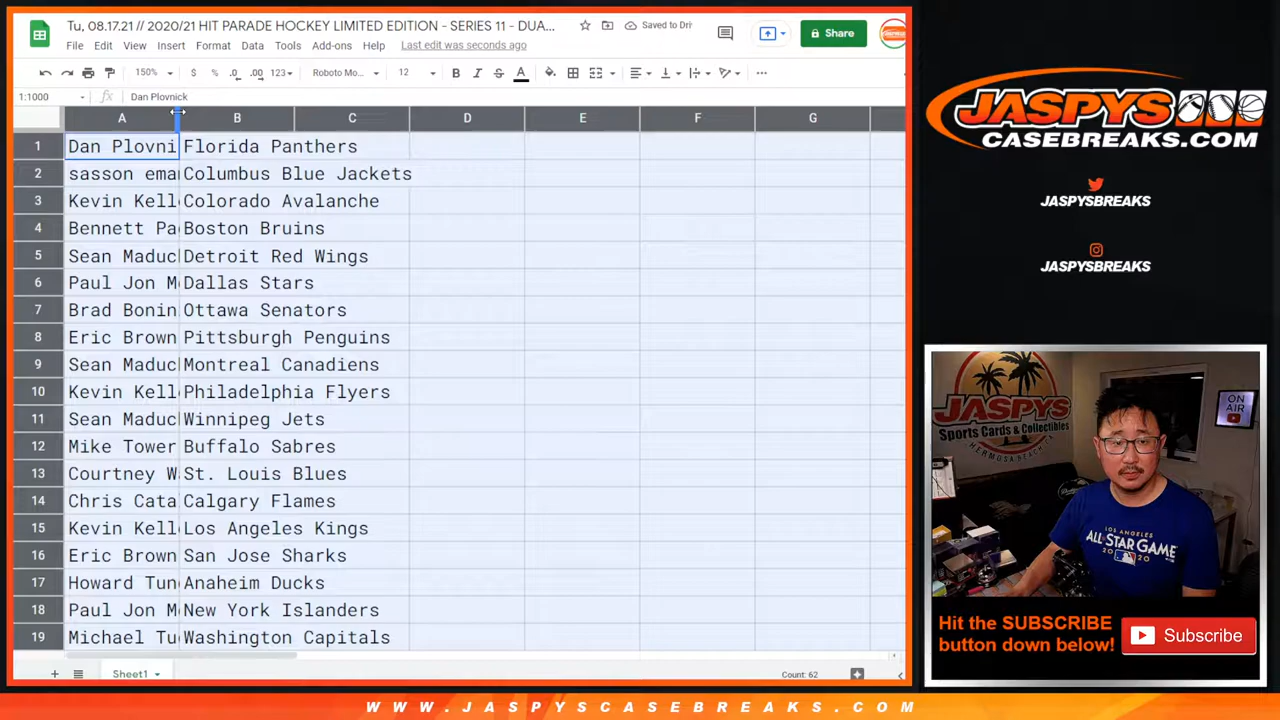 Tu, 08.17.21 // 2020/21 HIT PARADE HOCKEY LIMITED EDITION - SERIES 11 - DUA...
Saved to Dri
Share
File Edit View Insert Format Data Tools Add-ons Help Last edit was seconds ago
150% $ % .0 .00 123 Roboto Mo... 12 B I S A
1:1000 fx Dan Plovnick
A B C D E F G
1 Dan Plovni Florida Panthers
2 sasson ema Columbus Blue Jackets
3 Kevin Kell Colorado Avalanche
4 Bennett Pa Boston Bruins
5 Sean Maduc Detroit Red Wings
6 Paul Jon M Dallas Stars
7 Brad Bonin Ottawa Senators
8 Eric Brown Pittsburgh Penguins
9 Sean Maduc Montreal Canadiens
10 Kevin Kell Philadelphia Flyers
11 Sean Maduc Winnipeg Jets
12 Mike Tower Buffalo Sabres
13 Courtney W St. Louis Blues
14 Chris Cata Calgary Flames
15 Kevin Kell Los Angeles Kings
16 Eric Brown San Jose Sharks
17 Howard Tun Anaheim Ducks
18 Paul Jon M New York Islanders
19 Michael Tu Washington Capitals
Sheet1
Count: 62
JASPYS
CASEBREAKS.COM
JASPYSBREAKS
JASPYSBREAKS
JASPYS
Sports Cards & Collectibles
HERMOSA BEACH
ON
AIR
LOS ANGELES
ALL STAR GAME
2020
Hit the SUBSCRIBE
button down below!
Subscribe
WWW.JASPYSCASEBREAKS.COM